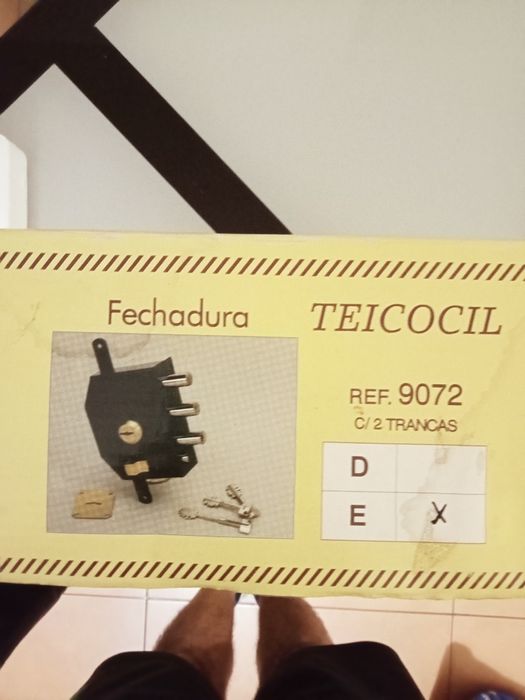 Fechadura TEICOCIL
REF. 9072
C/ 2 TRANCAS
D
E X